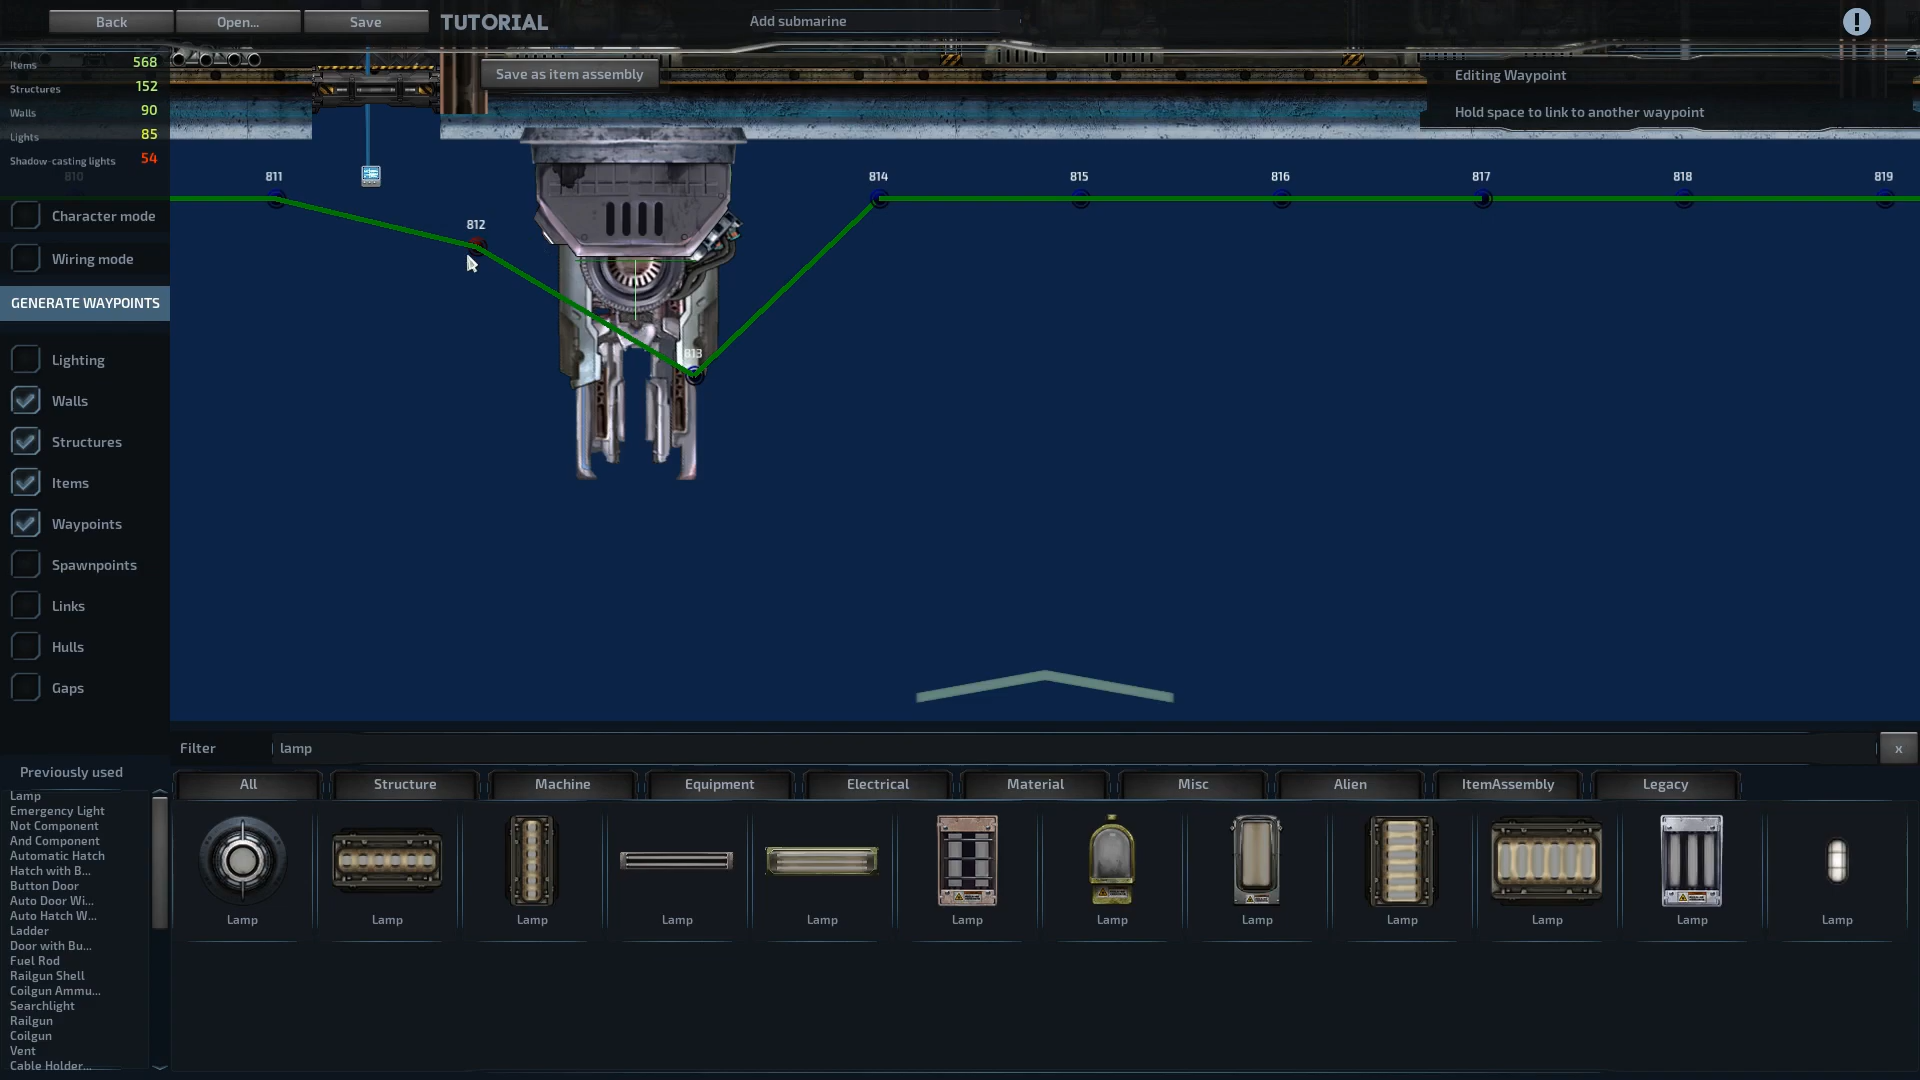 Back
Open...
Save
TUTORIAL
Add submarine
Items 568
Structures 152
Walls 90
Lights 85
Shadow-casting lights 54
Save as item assembly
Editing Waypoint
Hold space to link to another waypoint
810
811
812
813
814
815
816
817
818
819
Character mode
Wiring mode
GENERATE WAYPOINTS
Lighting
Walls
Structures
Items
Waypoints
Spawnpoints
Links
Hulls
Gaps
Filter
lamp
x
All
Structure
Machine
Equipment
Electrical
Material
Misc
Alien
ItemAssembly
Legacy
Lamp
Lamp
Lamp
Lamp
Lamp
Lamp
Lamp
Lamp
Lamp
Lamp
Lamp
Lamp
Previously used
Lamp
Emergency Light
Not Component
And Component
Automatic Hatch
Hatch with B...
Button Door
Auto Door Wi...
Auto Hatch W...
Ladder
Door with Bu...
Fuel Rod
Railgun Shell
Coilgun Ammu...
Searchlight
Railgun
Coilgun
Vent
Cable Holder...